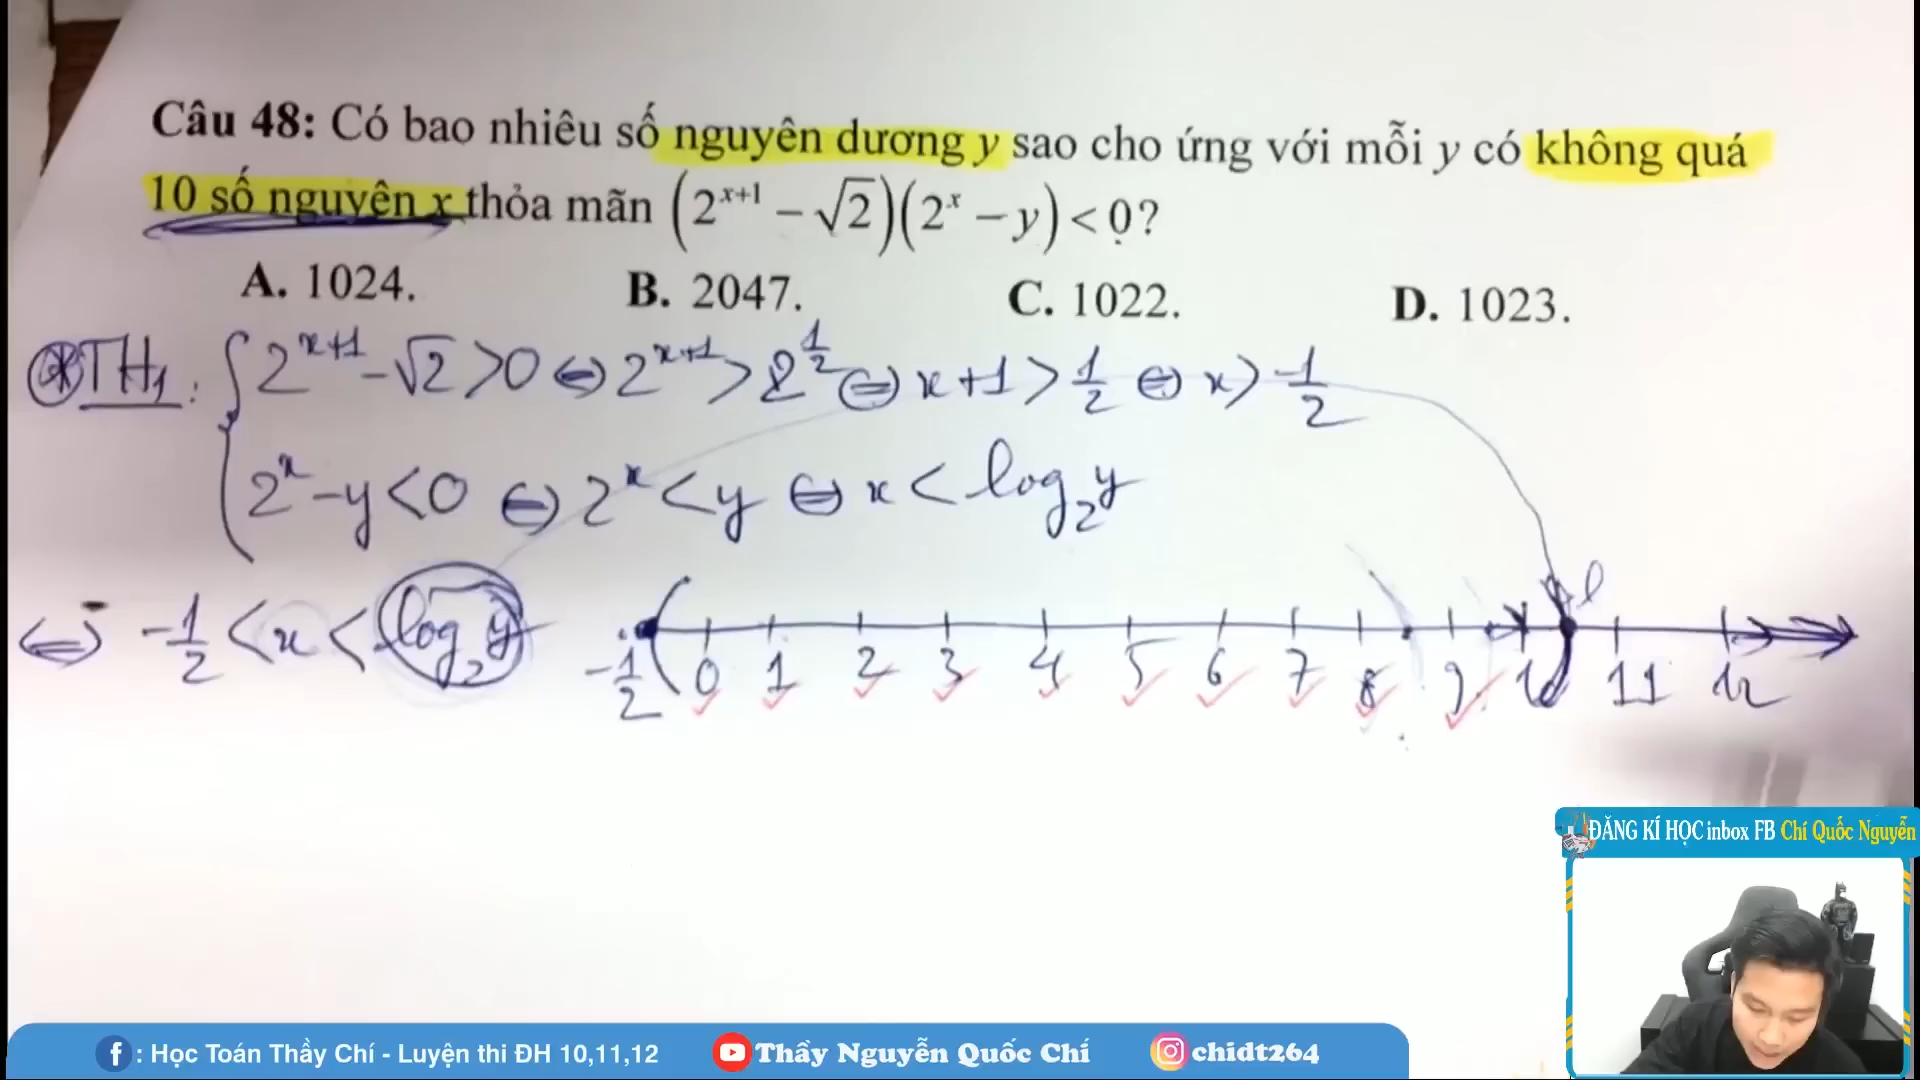 Câu 48: Có bao nhiêu số nguyên dương y sao cho ứng với mỗi y có không quá
10 số nguyên x thỏa mãn (2^{x+1} − √2)(2^x − y) < 0?
A. 1024. B. 2047. C. 1022. D. 1023.
TH1: { 2^{x+1} − √2 > 0 ⇔ 2^{x+1} > 2^{1/2} ⇔ x+1 > 1/2 ⇔ x > −1/2
2^x − y < 0 ⇔ 2^x < y ⇔ x < log_2 y
⇔ −1/2 < x < log_2 y
−1/2 0 1 2 3 4 5 6 7 8 9 10 11 12
ĐĂNG KÍ HỌC inbox FB Chí Quốc Nguyễn
f : Học Toán Thầy Chí - Luyện thi ĐH 10,11,12 Thầy Nguyễn Quốc Chí chidt264